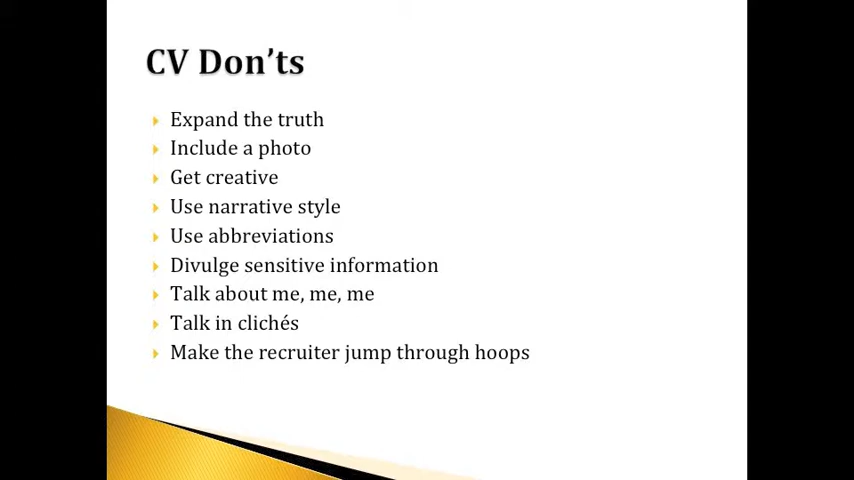 CV Don’ts
Expand the truth
Include a photo
Get creative
Use narrative style
Use abbreviations
Divulge sensitive information
Talk about me, me, me
Talk in clichés
Make the recruiter jump through hoops